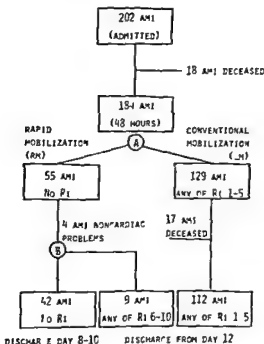 202 AMI
(ADMITTED)
18 AMI DECEASED
184 AMI
(48 HOURS)
RAPID
MOBILIZATION
(RM)
A
CONVENTIONAL
MOBILIZATION
(_M)
55 AMI
NO RI
129 AMI
ANY OF RI 1-5
4 AMI NONCARDIAC
PROBLEMS
17 AMI
DECEASED
B
42 AMI
NO RI
9 AMI
ANY OF RI 6-10
112 AMI
ANY OF RI 1-5
DISCHARGE DAY 8-10
DISCHARGE FROM DAY 12